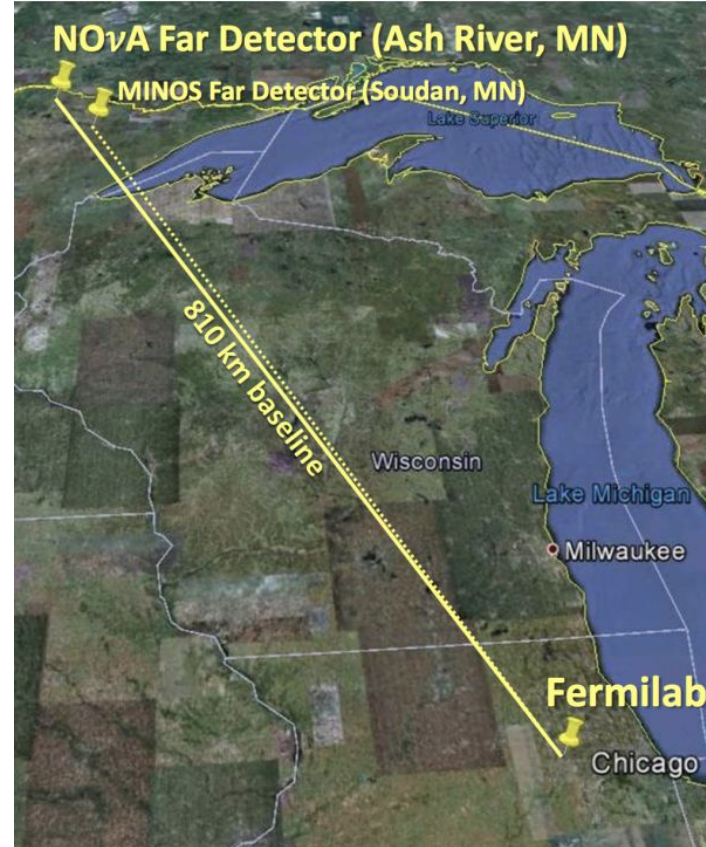 NOνA Far Detector (Ash River, MN)
MINOS Far Detector (Soudan, MN)
Lake Superior
810 km baseline
Wisconsin
Lake Michigan
Milwaukee
Fermilab
Chicago